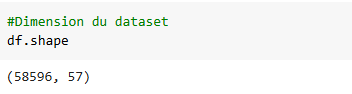 #Dimension du dataset
df.shape
(58596, 57)